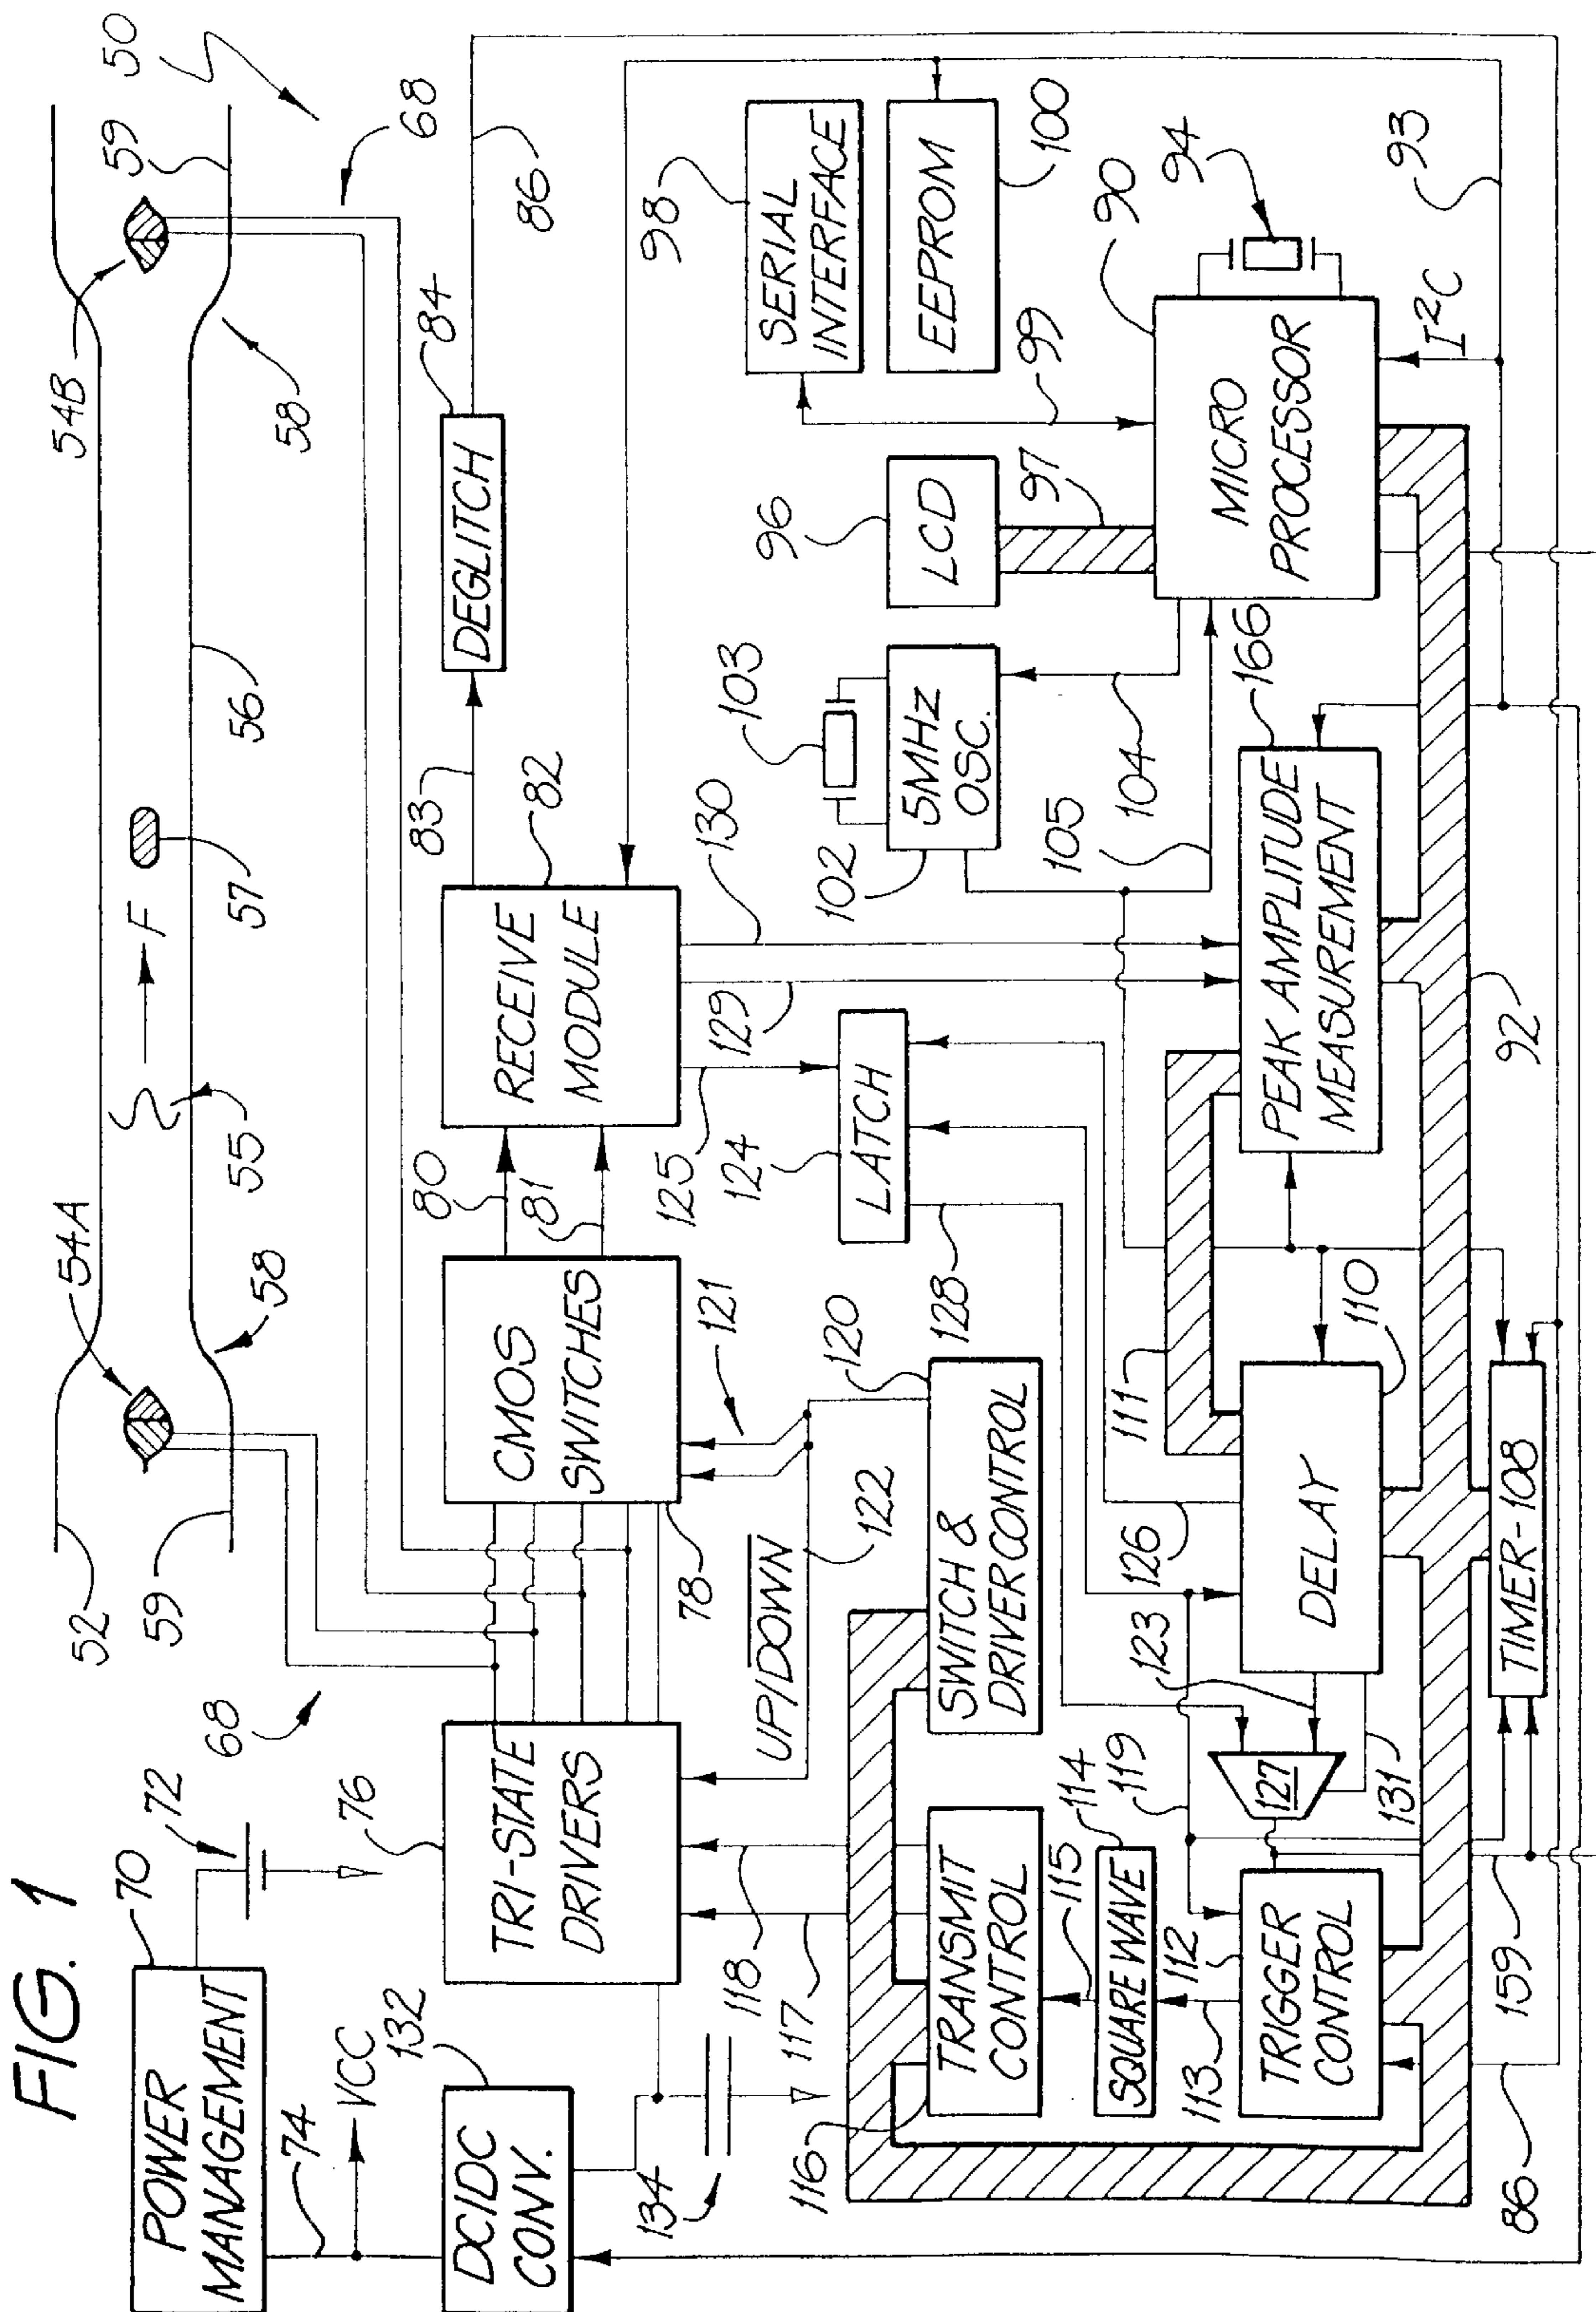 FIG. 1
50
52
54A
54B
55
F
57
56
58
58
59
59
68
68
70
POWER
MANAGEMENT
72
74
VCC
76
TRI-STATE
DRIVERS
CMOS
SWITCHES
78
80
81
RECEIVE
MODULE
82
83
DEGLITCH
84
86
132
DC/DC
CONV.
134
118
117
UP/DOWN
122
121
120
SWITCH &
DRIVER CONTROL
116
TRANSMIT
CONTROL
115
SQUARE WAVE
114
113
112
TRIGGER
CONTROL
119
127
123
131
126
DELAY
110
111
128
LATCH
124
125
129
130
5MHz
OSC.
102
103
104
105
LCD
96
97
SERIAL
INTERFACE
98
99
EEPROM
100
MICRO
PROCESSOR
90
94
I²C
93
PEAK AMPLITUDE
MEASUREMENT
166
92
TIMER-108
159
86